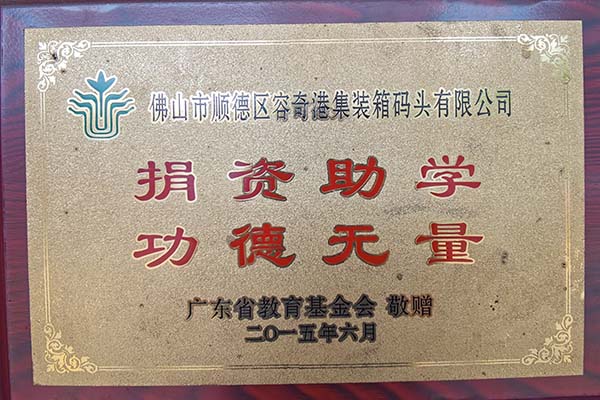 佛山市顺德区容奇港集装箱码头有限公司
捐资助学
功德无量
广东省教育基金会 敬赠
二〇一五年六月